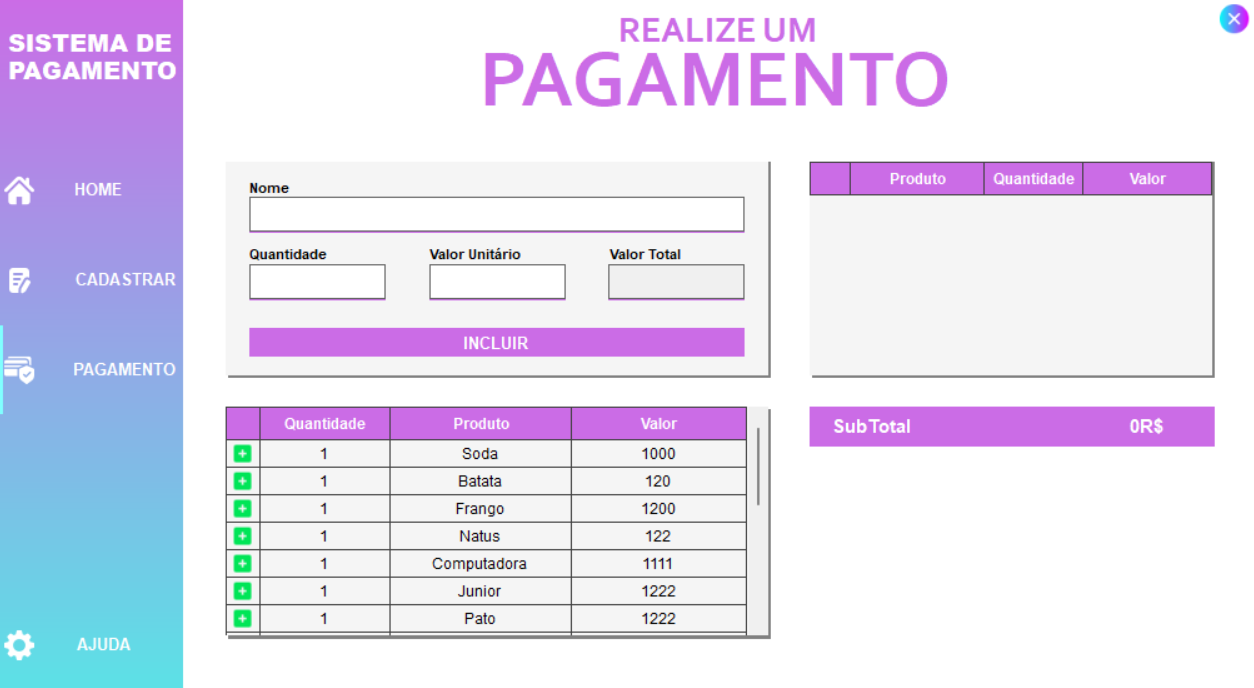 SISTEMA DE
PAGAMENTO
HOME
CADASTRAR
PAGAMENTO
AJUDA
REALIZE UM
PAGAMENTO
Nome
Quantidade Valor Unitário Valor Total
INCLUIR
Quantidade Produto Valor
1 Soda 1000
1 Batata 120
1 Frango 1200
1 Natus 122
1 Computadora 1111
1 Junior 1222
1 Pato 1222
Produto Quantidade Valor
SubTotal 0R$